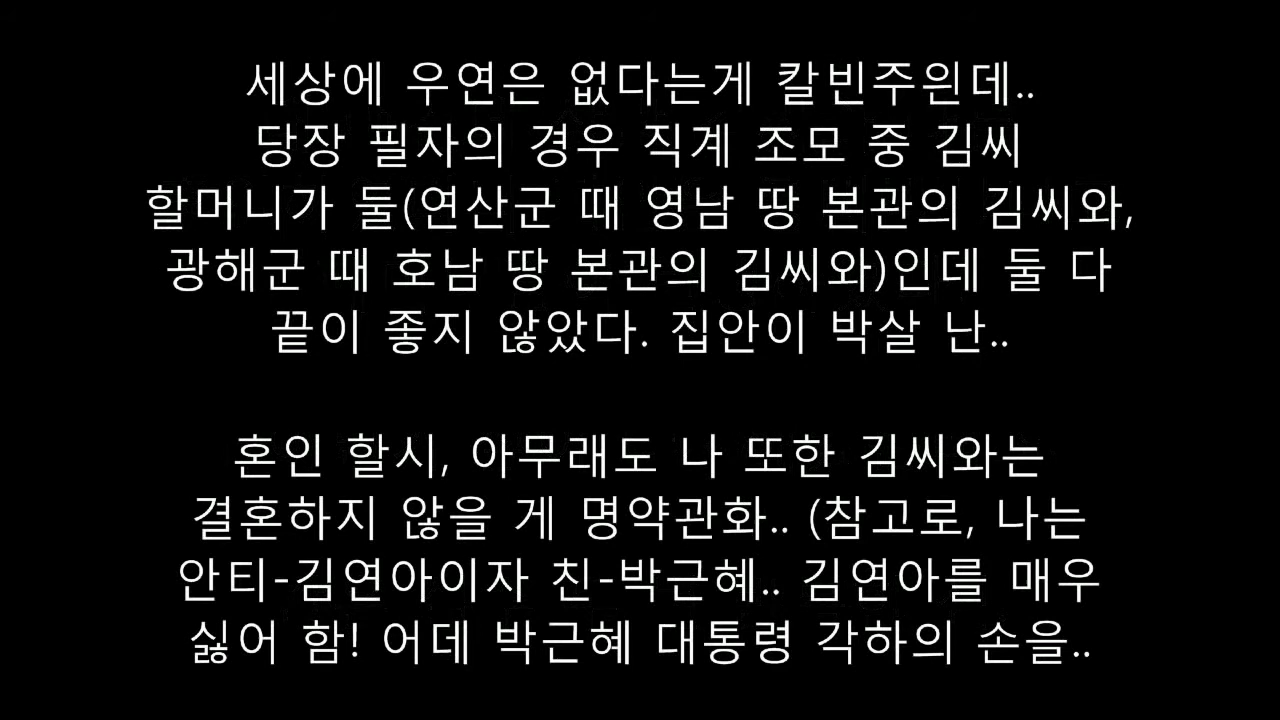 세상에 우연은 없다는게 칼빈주읜데..
당장 필자의 경우 직계 조모 중 김씨
할머니가 둘(연산군 때 영남 땅 본관의 김씨와,
광해군 때 호남 땅 본관의 김씨와)인데 둘 다
끝이 좋지 않았다. 집안이 박살 난..
혼인 할시, 아무래도 나 또한 김씨와는
결혼하지 않을 게 명약관화.. (참고로, 나는
안티-김연아이자 친-박근혜.. 김연아를 매우
싫어 함! 어데 박근혜 대통령 각하의 손을..